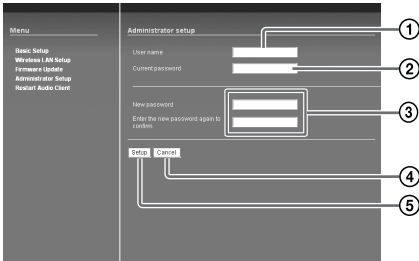 Menu
Basic Setup
Wireless LAN Setup
Firmware Update
Administrator Setup
Restart Audio Client
Administrator setup
User name
Current password
New password
Enter the new password again to
confirm
Setup Cancel
1
2
3
4
5